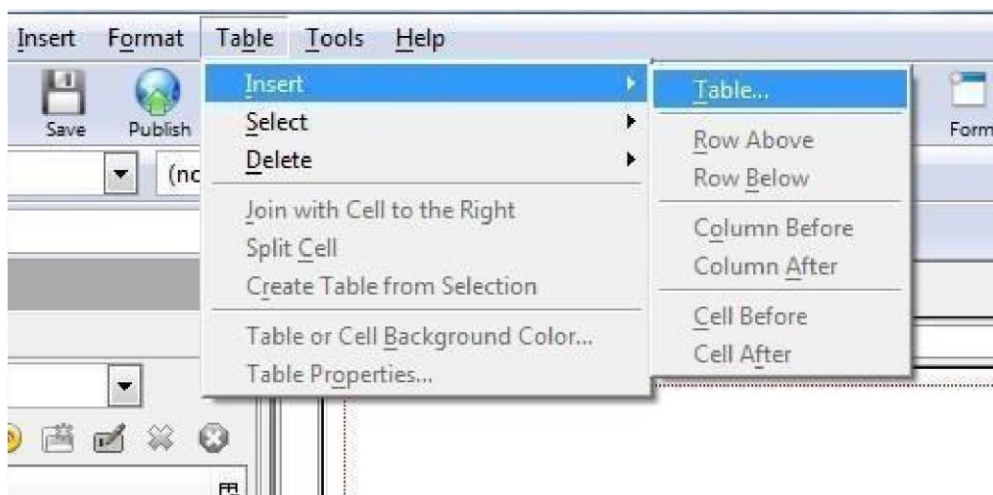 Insert Format Table Tools Help
Save Publish Form
(no
Insert
Select
Delete
Join with Cell to the Right
Split Cell
Create Table from Selection
Table or Cell Background Color...
Table Properties...
Table...
Row Above
Row Below
Column Before
Column After
Cell Before
Cell After